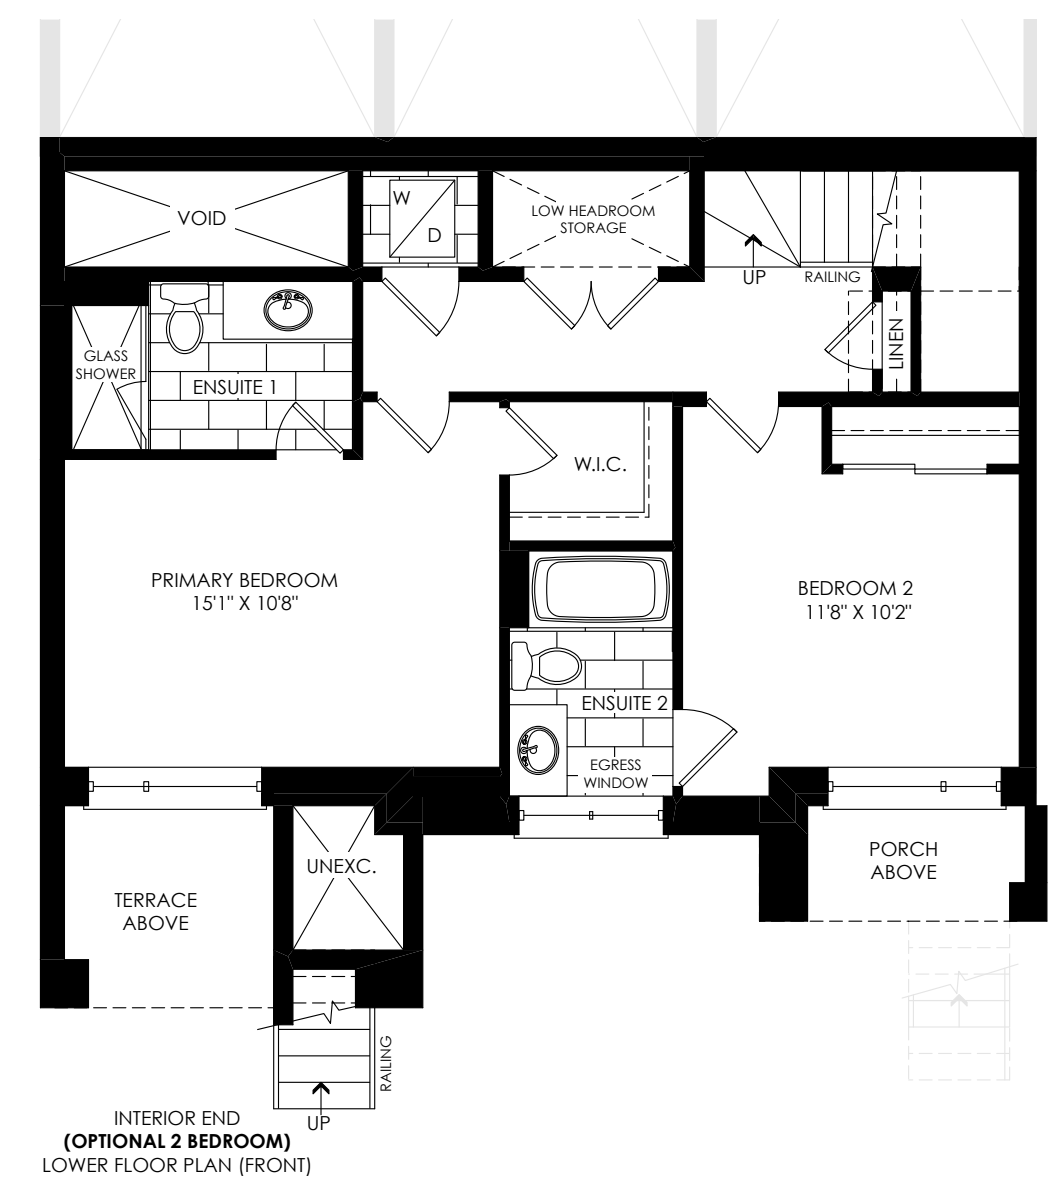 VOID
W
D
LOW HEADROOM
STORAGE
UP
RAILING
LINEN
GLASS
SHOWER
ENSUITE 1
W.I.C.
PRIMARY BEDROOM
15'1" X 10'8"
BEDROOM 2
11'8" X 10'2"
ENSUITE 2
EGRESS
WINDOW
UNEXC.
PORCH
ABOVE
TERRACE
ABOVE
RAILING
UP
INTERIOR END
(OPTIONAL 2 BEDROOM)
LOWER FLOOR PLAN (FRONT)